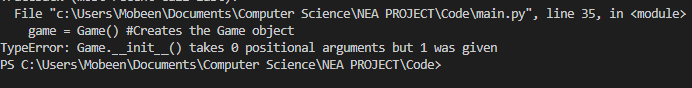 File "c:\Users\Mobeen\Documents\Computer Science\NEA PROJECT\Code\main.py", line 35, in <module>
game = Game() #Creates the Game object
TypeError: Game.__init__() takes 0 positional arguments but 1 was given
PS C:\Users\Mobeen\Documents\Computer Science\NEA PROJECT\Code>